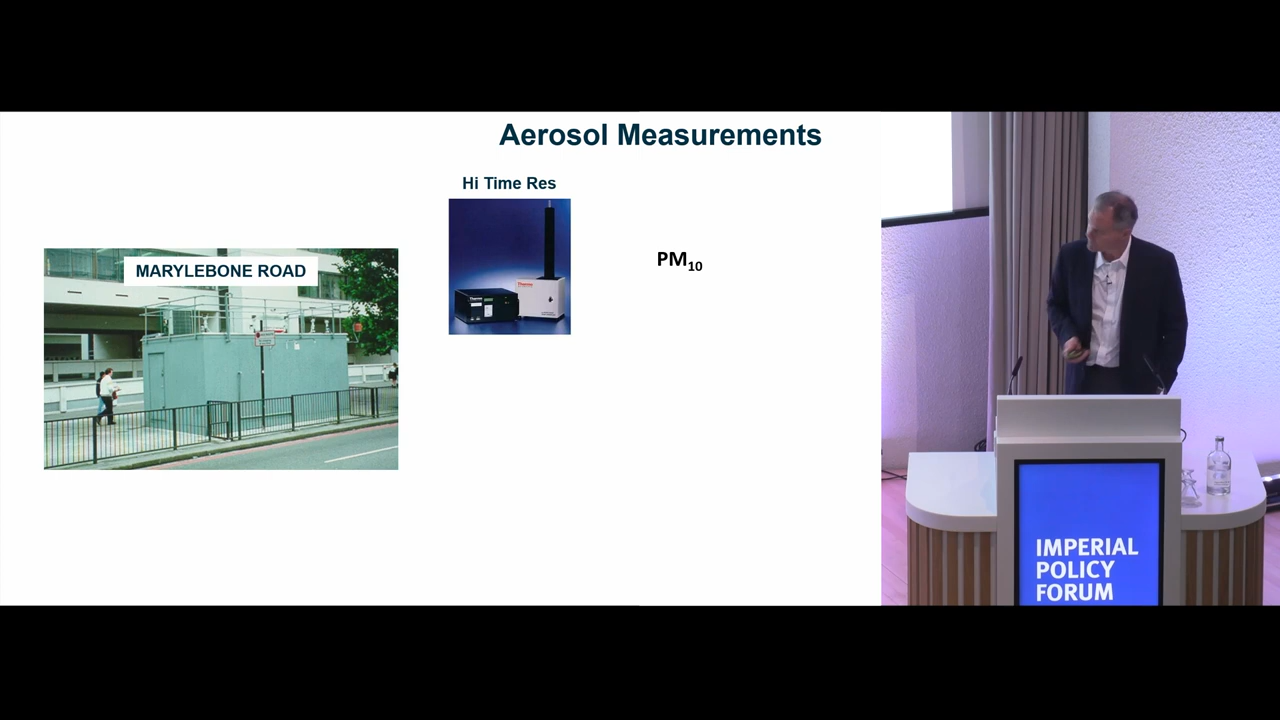 Aerosol Measurements
Hi Time Res
MARYLEBONE ROAD
PM10
IMPERIAL
POLICY
FORUM